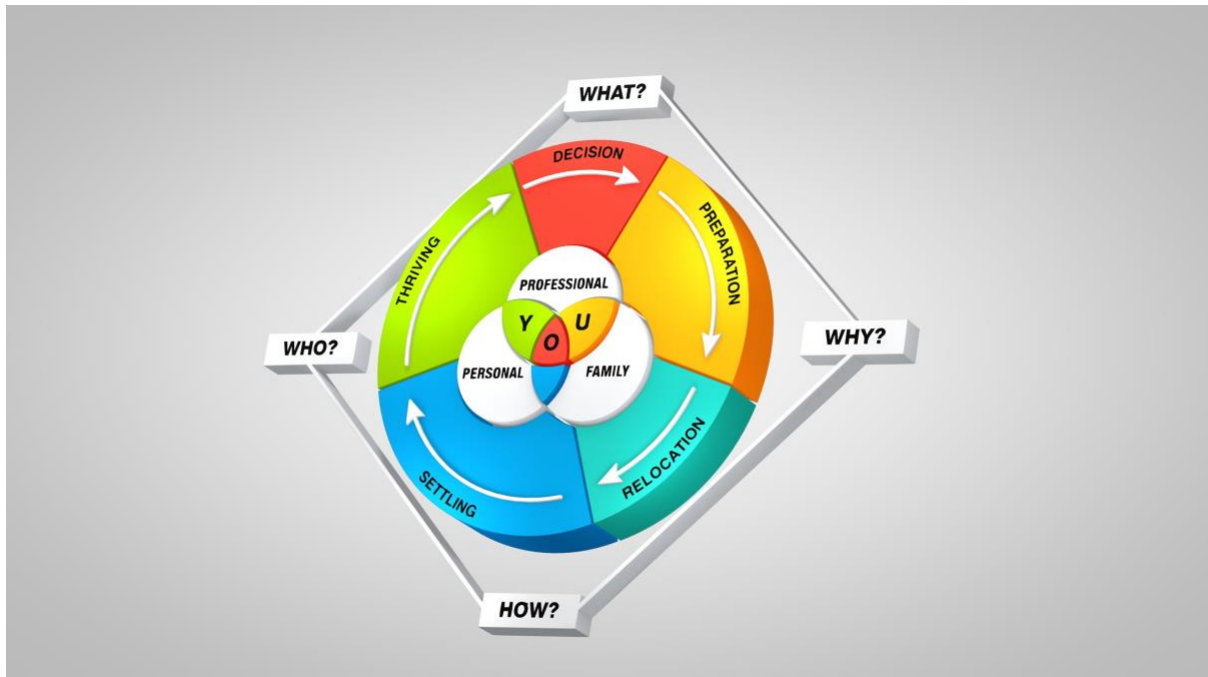 WHAT?
DECISION
PREPARATION
THRIVING
PROFESSIONAL
Y O U
PERSONAL
FAMILY
WHO?
WHY?
RELOCATION
SETTLING
HOW?